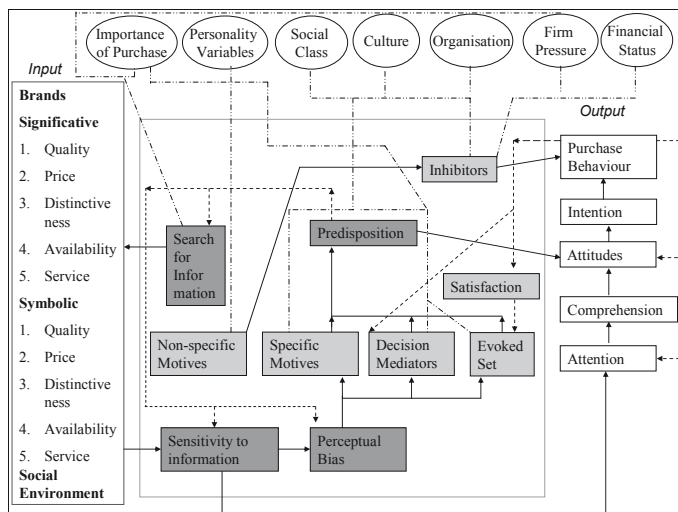 Importance
of Purchase
Personality
Variables
Social
Class
Culture
Organisation
Firm
Pressure
Financial
Status
Input
Output
Brands
Significative
1. Quality
2. Price
3. Distinctive
ness
4. Availability
5. Service
Symbolic
1. Quality
2. Price
3. Distinctive
ness
4. Availability
5. Service
Social
Environment
Search
for
Infor
mation
Inhibitors
Predisposition
Satisfaction
Non-specific
Motives
Specific
Motives
Decision
Mediators
Evoked
Set
Sensitivity to
information
Perceptual
Bias
Purchase
Behaviour
Intention
Attitudes
Comprehension
Attention